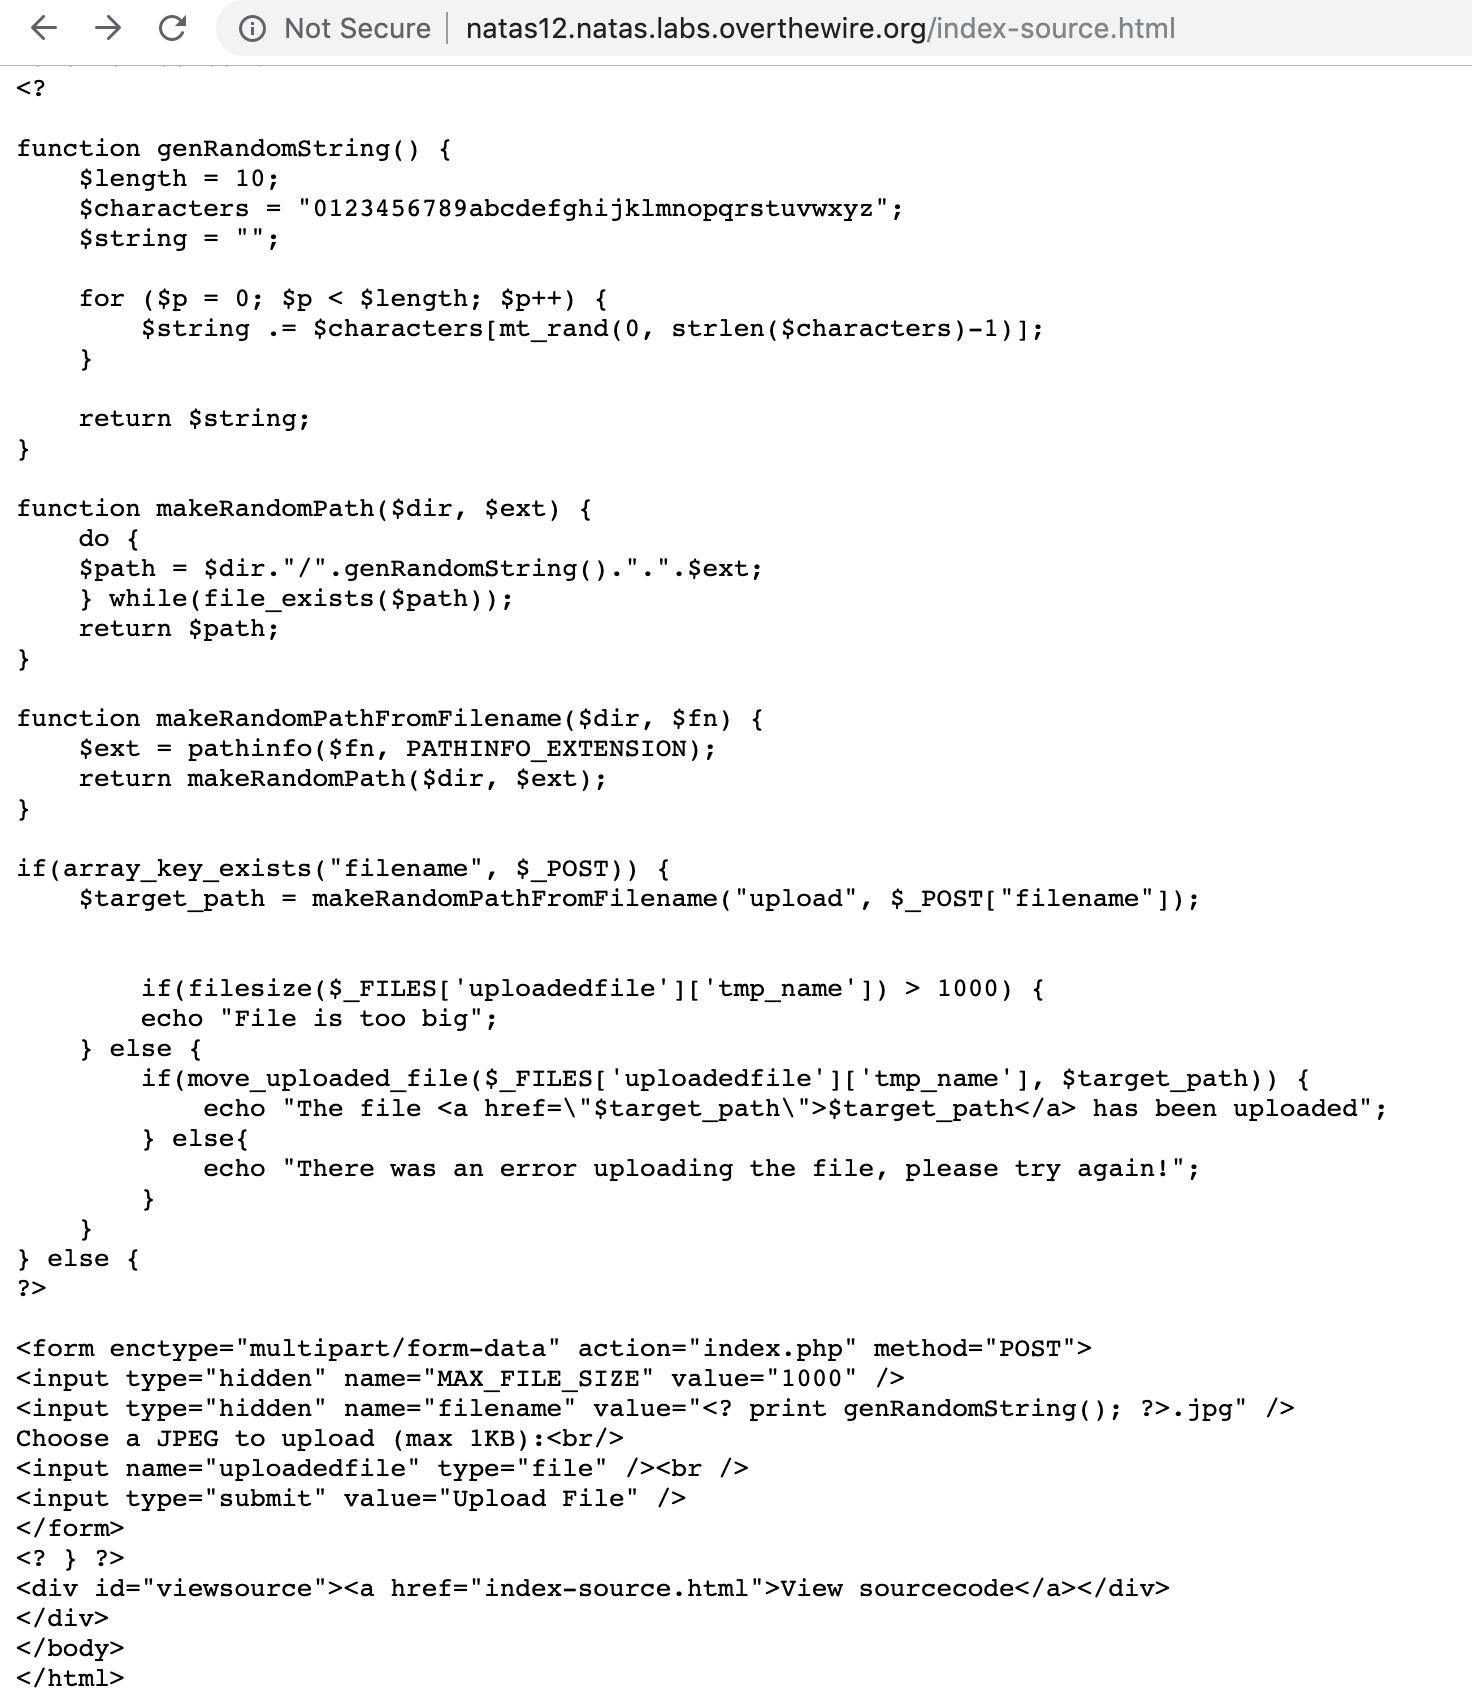 Not Secure | natas12.natas.labs.overthewire.org/index-source.html
<?
function genRandomString() {
    $length = 10;
    $characters = "0123456789abcdefghijklmnopqrstuvwxyz";
    $string = "";
    for ($p = 0; $p < $length; $p++) {
        $string .= $characters[mt_rand(0, strlen($characters)-1)];
    }
    return $string;
}
function makeRandomPath($dir, $ext) {
    do {
    $path = $dir."/".genRandomString().".".$ext;
    } while(file_exists($path));
    return $path;
}
function makeRandomPathFromFilename($dir, $fn) {
    $ext = pathinfo($fn, PATHINFO_EXTENSION);
    return makeRandomPath($dir, $ext);
}
if(array_key_exists("filename", $_POST)) {
    $target_path = makeRandomPathFromFilename("upload", $_POST["filename"]);
        if(filesize($_FILES['uploadedfile']['tmp_name']) > 1000) {
        echo "File is too big";
    } else {
        if(move_uploaded_file($_FILES['uploadedfile']['tmp_name'], $target_path)) {
            echo "The file <a href=\"$target_path\">$target_path</a> has been uploaded";
        } else{
            echo "There was an error uploading the file, please try again!";
        }
    }
} else {
?>
<form enctype="multipart/form-data" action="index.php" method="POST">
<input type="hidden" name="MAX_FILE_SIZE" value="1000" />
<input type="hidden" name="filename" value="<? print genRandomString(); ?>.jpg" />
Choose a JPEG to upload (max 1KB):<br/>
<input name="uploadedfile" type="file" /><br />
<input type="submit" value="Upload File" />
</form>
<? } ?>
<div id="viewsource"><a href="index-source.html">View sourcecode</a></div>
</div>
</body>
</html>